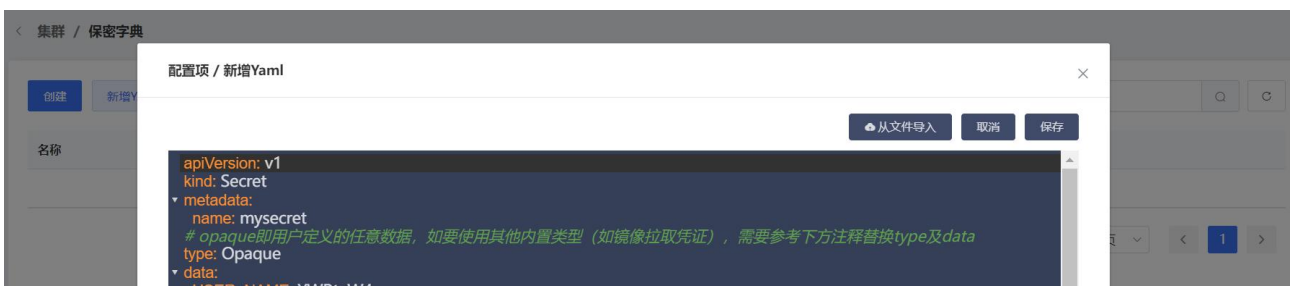 集群 / 保密字典
配置项 / 新增Yaml
创建 新增Y
从文件导入 取消 保存
名称
apiVersion: v1
kind: Secret
metadata:
name: mysecret
# opaque即用户定义的任意数据，如要使用其他内置类型（如镜像拉取凭证），需要参考下方注释替换type及data
type: Opaque
1
data: